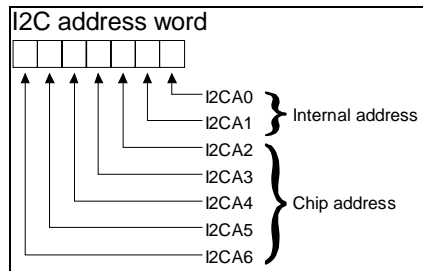 I2C address word
I2CA0
I2CA1
Internal address
I2CA2
I2CA3
I2CA4
Chip address
I2CA5
I2CA6